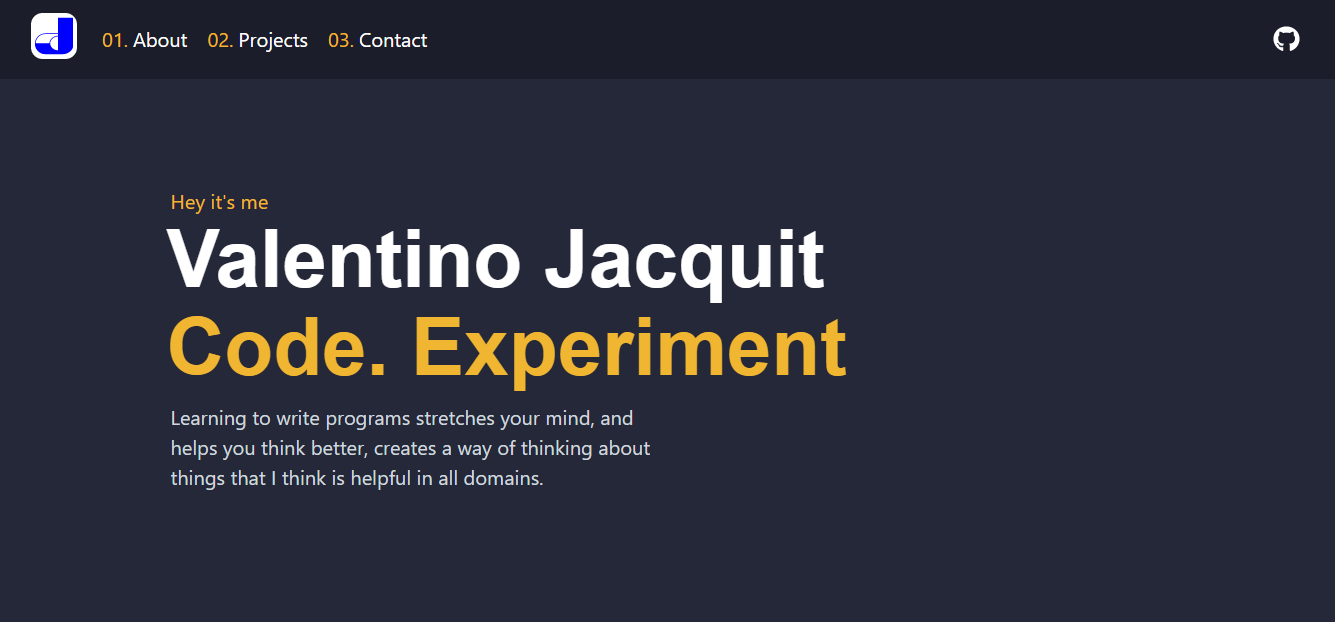 01. About 02. Projects 03. Contact
Hey it's me
Valentino Jacquit
Code. Experiment
Learning to write programs stretches your mind, and
helps you think better, creates a way of thinking about
things that I think is helpful in all domains.